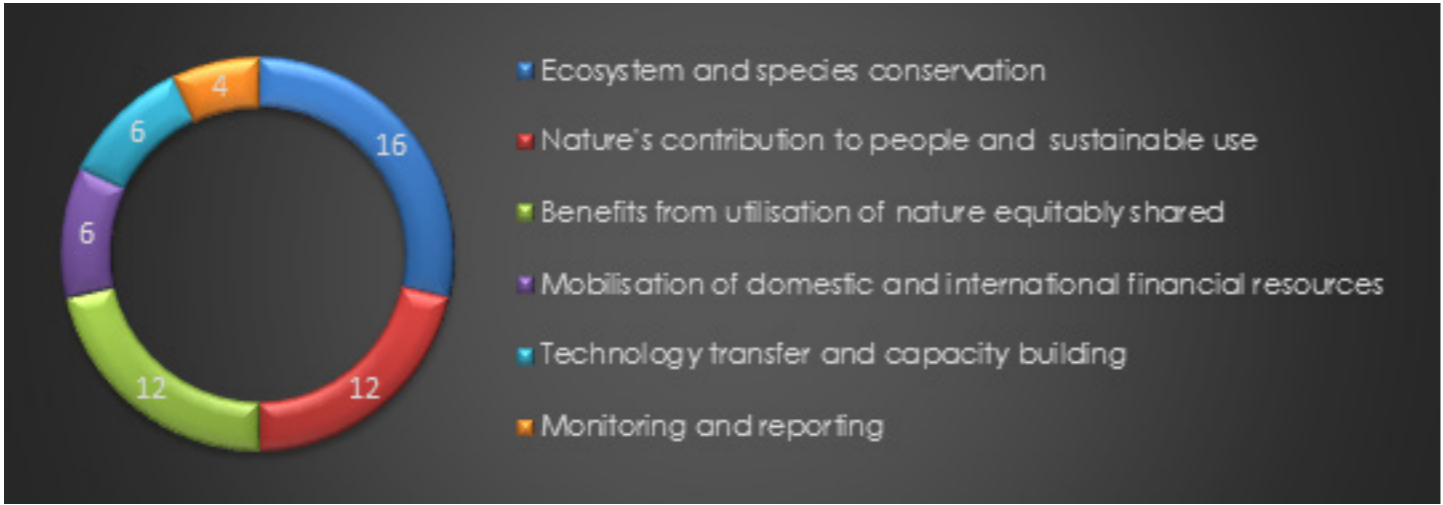 4
6
16
6
12
12
Ecosystem and species conservation
Nature's contribution to people and sustainable use
Benefits from utilisation of nature equitably shared
Mobilisation of domestic and international financial resources
Technology transfer and capacity building
Monitoring and reporting